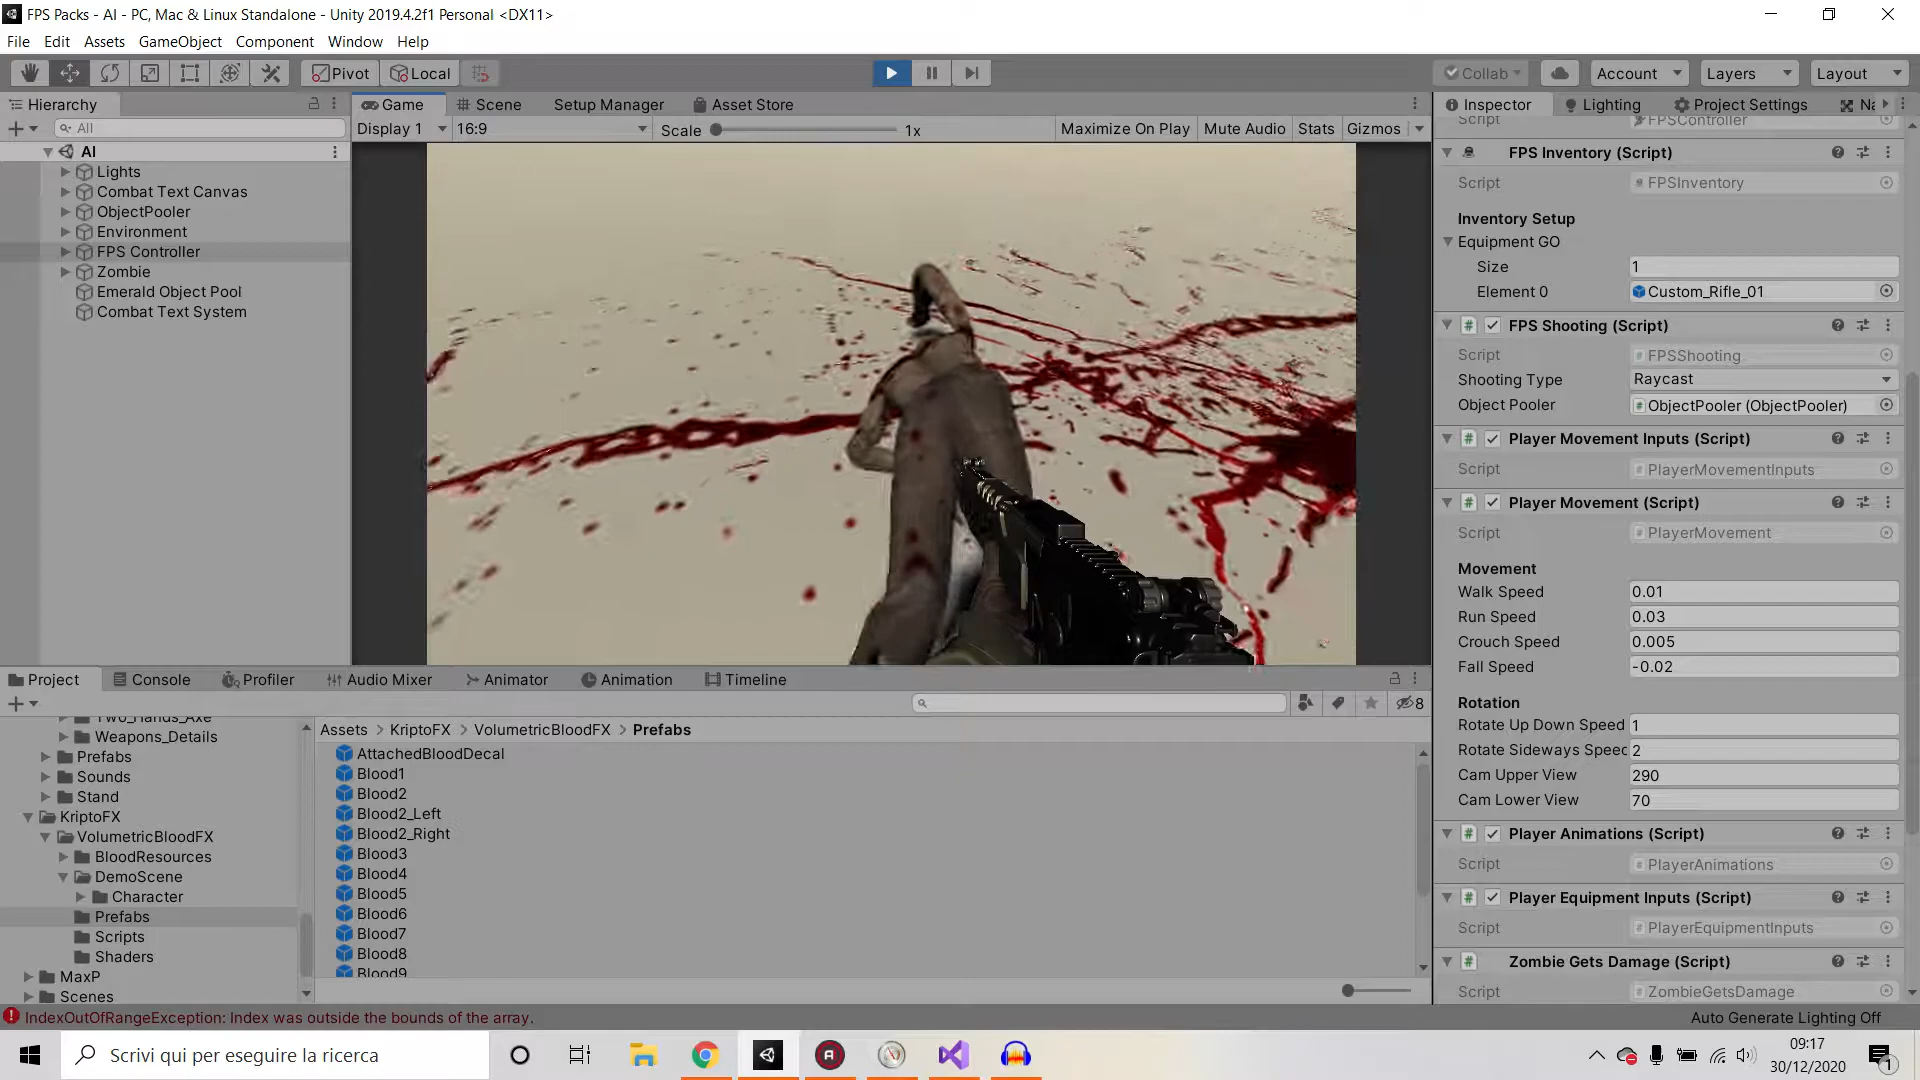 FPS Packs - AI - PC, Mac & Linux Standalone - Unity 2019.4.2f1 Personal <DX11>
File Edit Assets GameObject Component Window Help
Pivot Local Collab Account Layers Layout
Hierarchy
All
AI
Lights
Combat Text Canvas
ObjectPooler
Environment
FPS Controller
Zombie
Emerald Object Pool
Combat Text System
Game Scene Setup Manager Asset Store
Display 1 16:9 Scale 1x Maximize On Play Mute Audio Stats Gizmos
Inspector Lighting Project Settings Na
Script FPSController
FPS Inventory (Script)
Script FPSInventory
Inventory Setup
Equipment GO
Size 1
Element 0 Custom_Rifle_01
FPS Shooting (Script)
Script FPSShooting
Shooting Type Raycast
Object Pooler ObjectPooler (ObjectPooler)
Player Movement Inputs (Script)
Script PlayerMovementInputs
Player Movement (Script)
Script PlayerMovement
Movement
Walk Speed 0.01
Run Speed 0.03
Crouch Speed 0.005
Fall Speed -0.02
Rotation
Rotate Up Down Speed 1
Rotate Sideways Speec 2
Cam Upper View 290
Cam Lower View 70
Player Animations (Script)
Script PlayerAnimations
Player Equipment Inputs (Script)
Script PlayerEquipmentInputs
Zombie Gets Damage (Script)
Script ZombieGetsDamage
Project Console Profiler Audio Mixer Animator Animation Timeline
8
Two_Hands_Axe
Weapons_Details
Prefabs
Sounds
Stand
KriptoFX
VolumetricBloodFX
BloodResources
DemoScene
Character
Prefabs
Scripts
Shaders
MaxP
Scenes
Assets > KriptoFX > VolumetricBloodFX > Prefabs
AttachedBloodDecal
Blood1
Blood2
Blood2_Left
Blood2_Right
Blood3
Blood4
Blood5
Blood6
Blood7
Blood8
Blood9
IndexOutOfRangeException: Index was outside the bounds of the array.
Auto Generate Lighting Off
Scrivi qui per eseguire la ricerca
09:17
30/12/2020
1